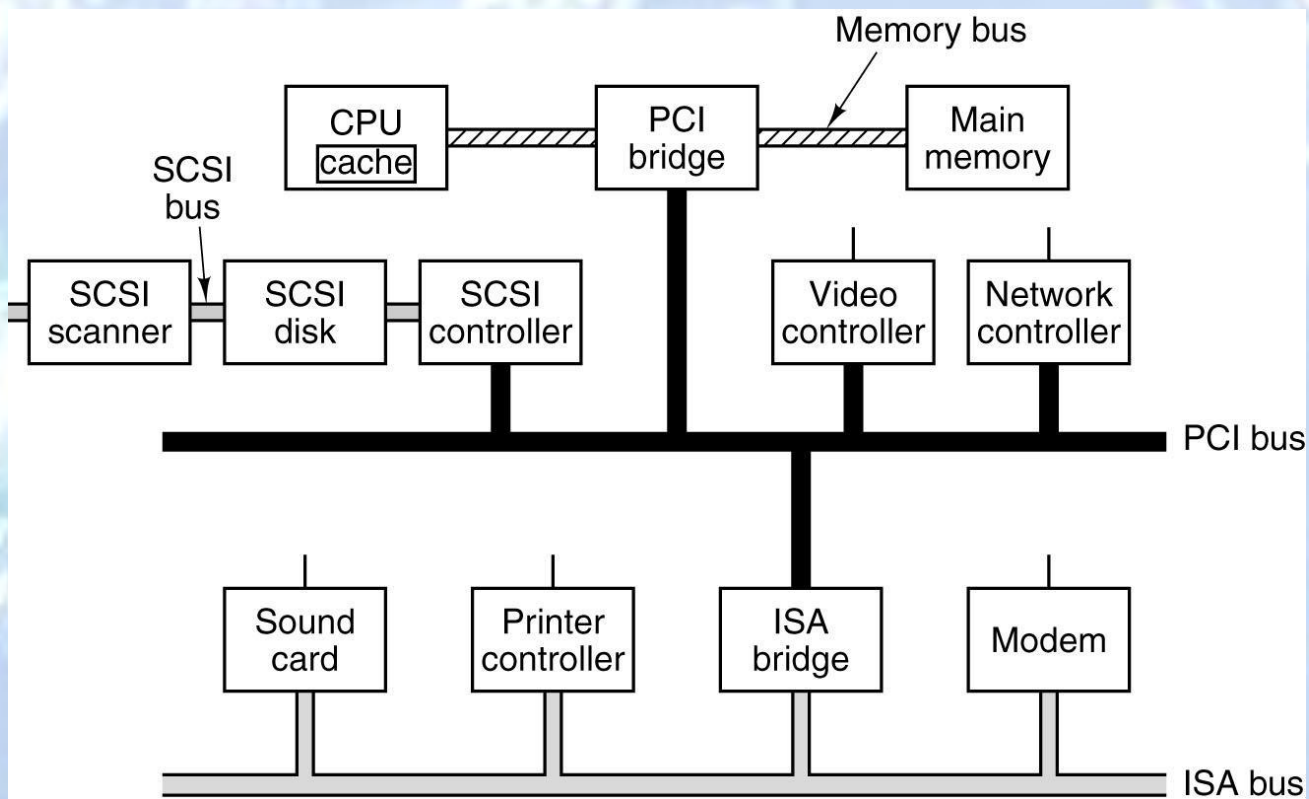 Memory bus
CPU
cache
PCI
bridge
Main
memory
SCSI
bus
SCSI
scanner
SCSI
disk
SCSI
controller
Video
controller
Network
controller
PCI bus
Sound
card
Printer
controller
ISA
bridge
Modem
ISA bus